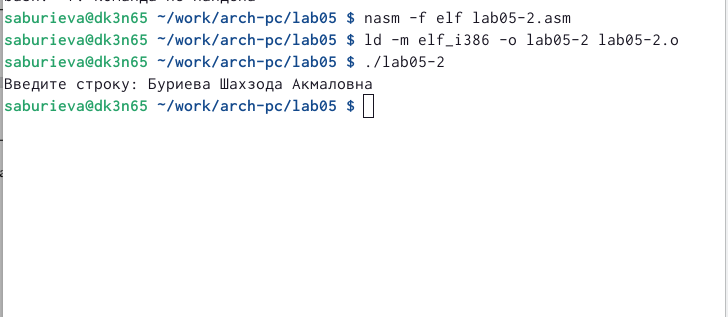 saburieva@dk3n65 ~/work/arch-pc/lab05 $ nasm -f elf lab05-2.asm
saburieva@dk3n65 ~/work/arch-pc/lab05 $ ld -m elf_i386 -o lab05-2 lab05-2.o
saburieva@dk3n65 ~/work/arch-pc/lab05 $ ./lab05-2
Введите строку: Буриева Шахзода Акмаловна
saburieva@dk3n65 ~/work/arch-pc/lab05 $